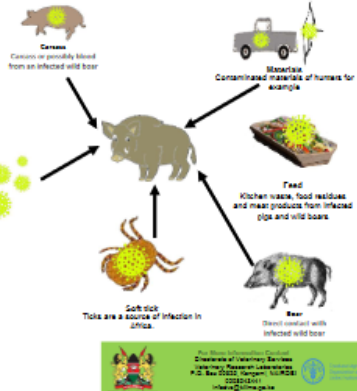 Carcass
Carcass or possibly blood
from an infected wild boar
Materials
Contaminated materials of hunters for
example
Feed
Kitchen waste, food residues
and meat products from infected
pigs and wild boars
Soft tick
Ticks are a source of infection in
Africa.
Boar
Direct contact with
infected wild boar
For More Information Contact
Directorate of Veterinary Services
Veterinary Research Laboratories
P.O. Box 00625, Kangemi, NAIROBI